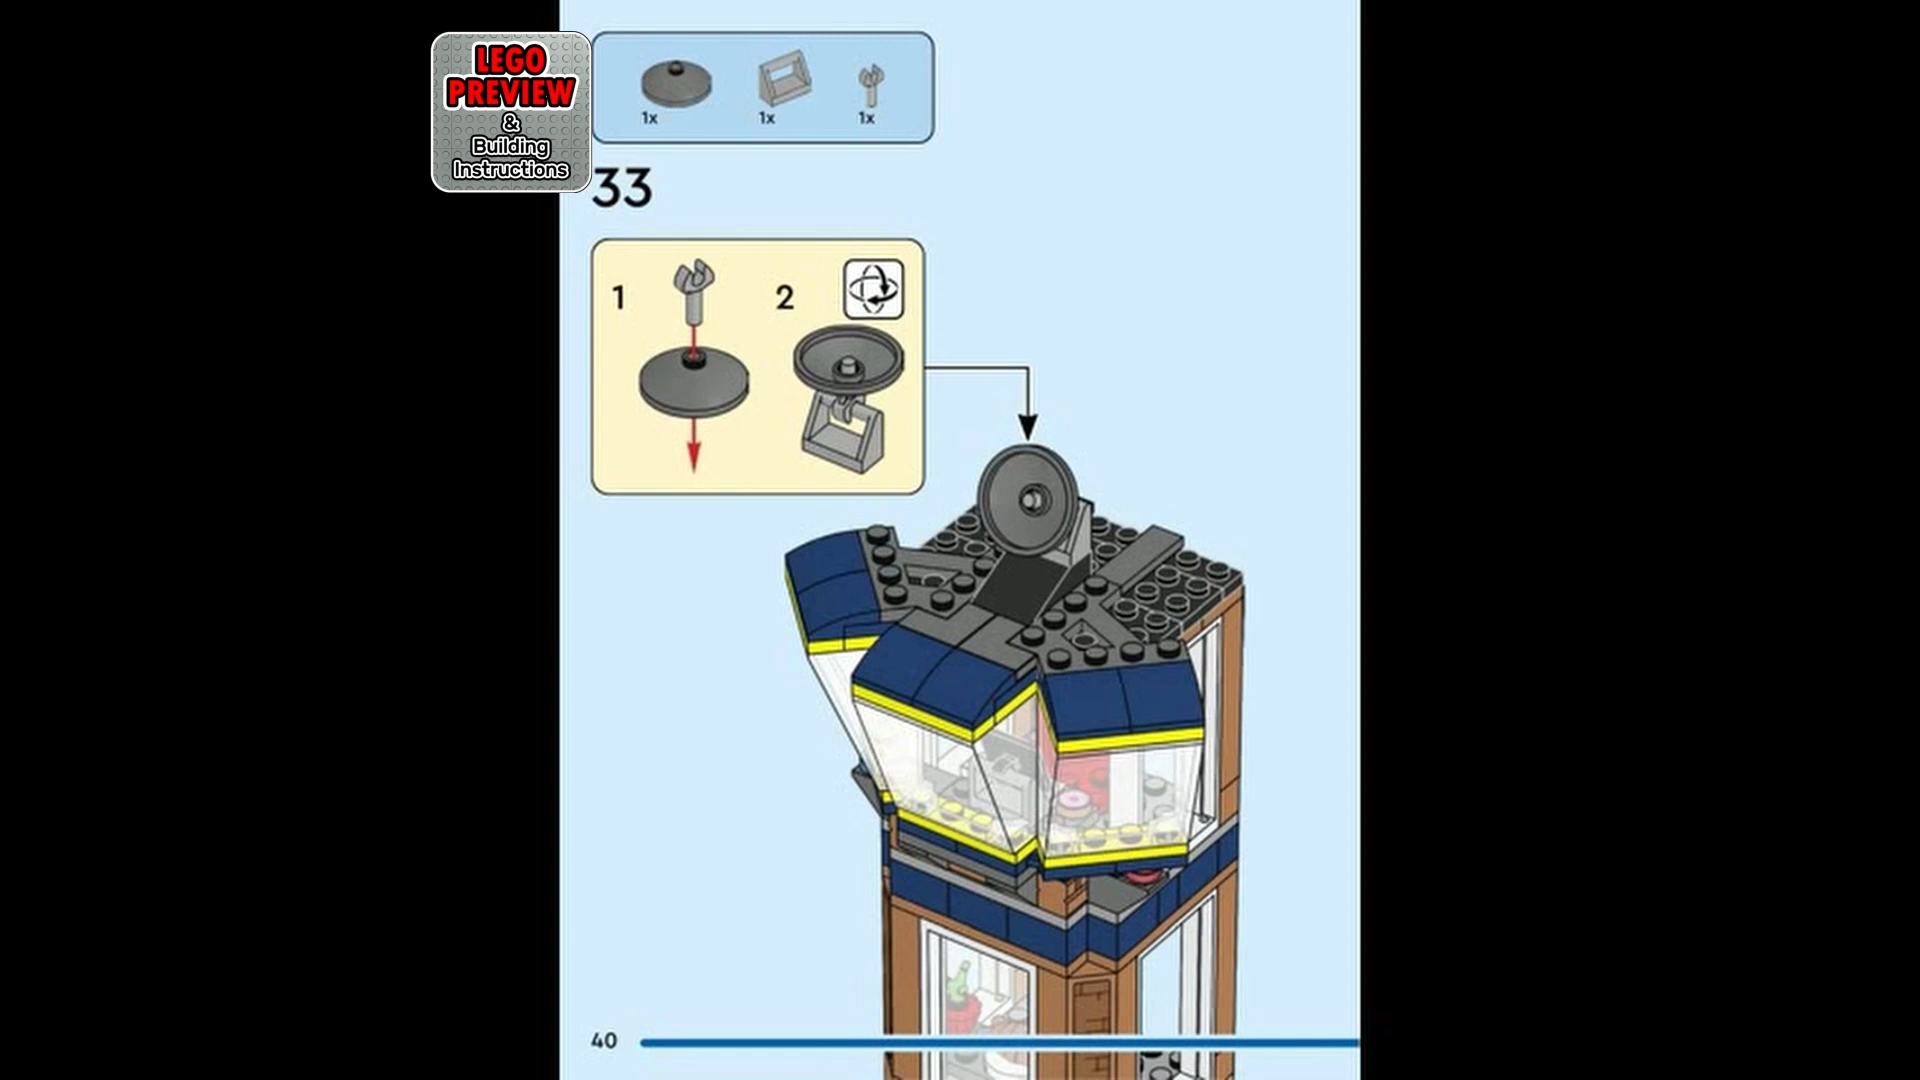 LEGO
PREVIEW
&
Building
Instructions
1x
1x
1x
33
1
2
40